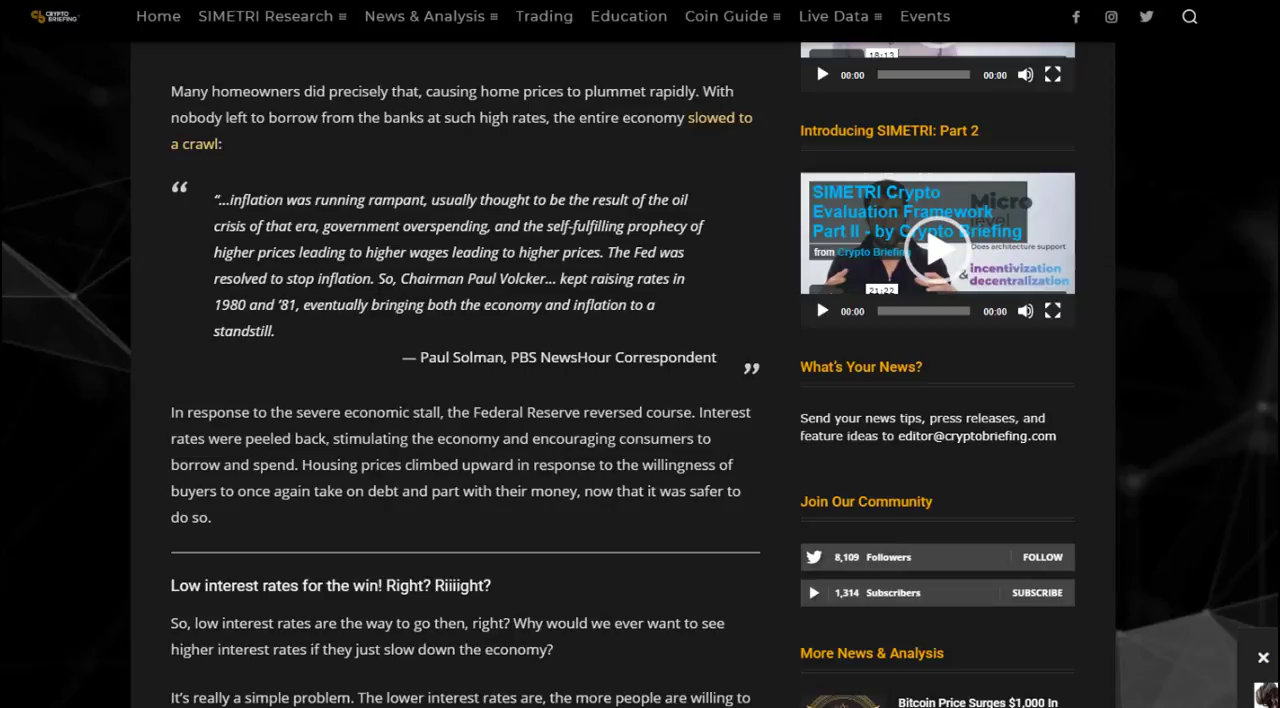 CRYPTO
BRIEFING
Home SIMETRI Research News & Analysis Trading Education Coin Guide Live Data Events
Many homeowners did precisely that, causing home prices to plummet rapidly. With
nobody left to borrow from the banks at such high rates, the entire economy slowed to
a crawl:
“
“…inflation was running rampant, usually thought to be the result of the oil
crisis of that era, government overspending, and the self-fulfilling prophecy of
higher prices leading to higher wages leading to higher prices. The Fed was
resolved to stop inflation. So, Chairman Paul Volcker… kept raising rates in
1980 and ’81, eventually bringing both the economy and inflation to a
standstill.
— Paul Solman, PBS NewsHour Correspondent
”
In response to the severe economic stall, the Federal Reserve reversed course. Interest
rates were peeled back, stimulating the economy and encouraging consumers to
borrow and spend. Housing prices climbed upward in response to the willingness of
buyers to once again take on debt and part with their money, now that it was safer to
do so.
Low interest rates for the win! Right? Riiiight?
So, low interest rates are the way to go then, right? Why would we ever want to see
higher interest rates if they just slow down the economy?
It’s really a simple problem. The lower interest rates are, the more people are willing to
18:13
00:00 00:00
Introducing SIMETRI: Part 2
SIMETRI Crypto
Evaluation Framework
Part II - by Crypto Briefing
from Crypto Briefing
Micro
level
Does architecture support
incentivization
& decentralization
21:22
00:00 00:00
What’s Your News?
Send your news tips, press releases, and
feature ideas to editor@cryptobriefing.com
Join Our Community
8,109 Followers FOLLOW
1,314 Subscribers SUBSCRIBE
More News & Analysis
Bitcoin Price Surges $1,000 In